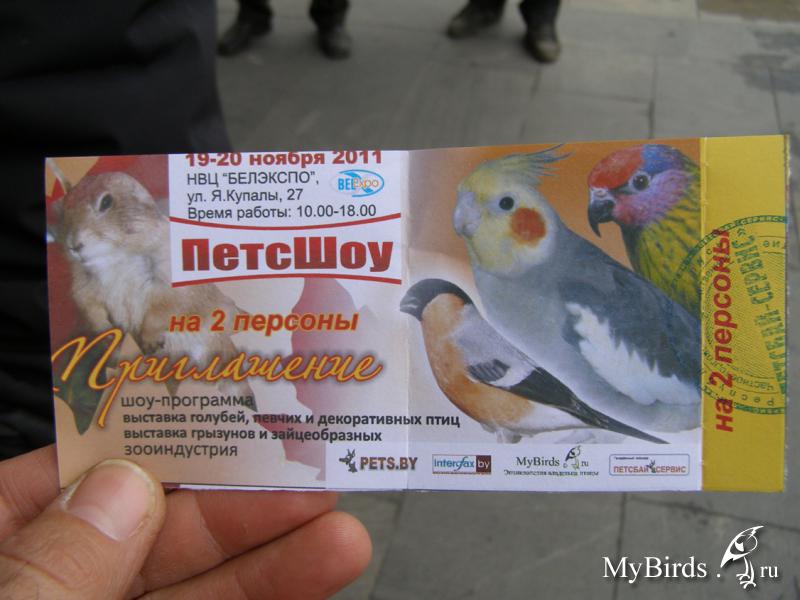 19-20 ноября 2011
НВЦ "БЕЛЭКСПО",
ул. Я.Купалы, 27
Время работы: 10.00-18.00
BELexpo
ПетсШоу
на 2 персоны
Приглашение
шоу-программа
выставка голубей, певчих и декоративных птиц
выставка грызунов и зайцеобразных
зооиндустрия
PETS.BY
interfax.by
MyBirds.ru
ПЕТСБАЙ СЕРВИС
на 2 персоны
MyBirds.ru